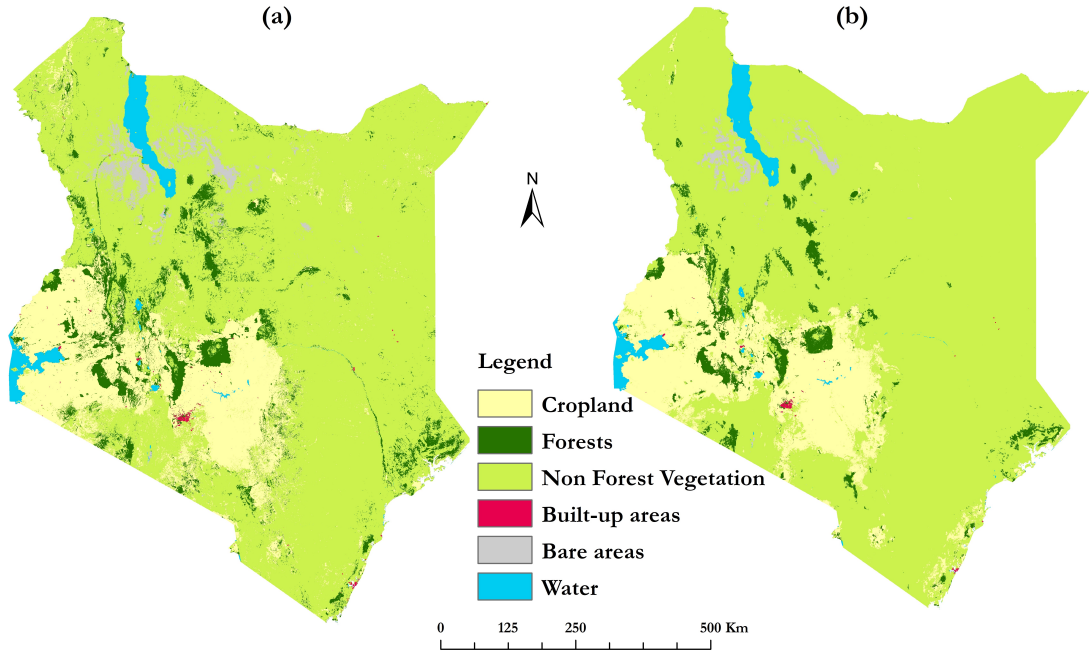 (a)
(b)
N
Legend
Cropland
Forests
Non Forest Vegetation
Built-up areas
Bare areas
Water
0 125 250 500 Km